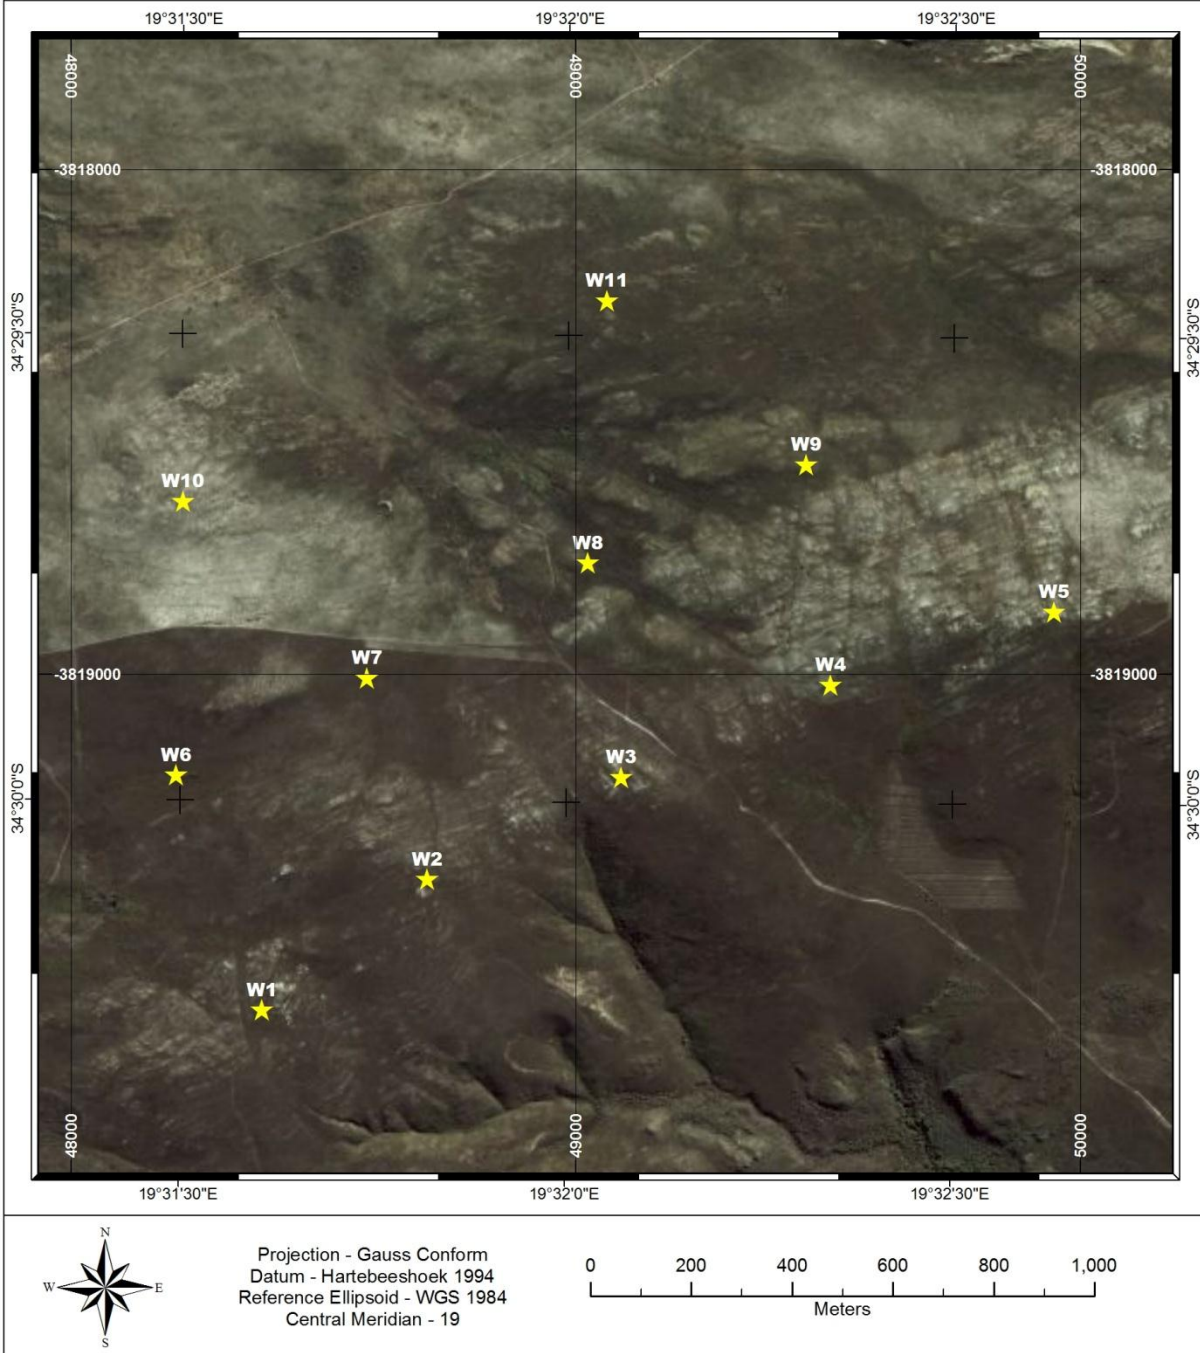 19°31'30"E 19°32'0"E 19°32'30"E
48000 49000 50000
-3818000 -3818000
W11
34°29'30"S 34°29'30"S
W9
W10
W8
W5
W7
-3819000 W4 -3819000
W6
W3
34°30'0"S 34°30'0"S
W2
W1
48000 49000 50000
19°31'30"E 19°32'0"E 19°32'30"E
N
W E
S
Projection - Gauss Conform
Datum - Hartebeeshoek 1994
Reference Ellipsoid - WGS 1984
Central Meridian - 19
0 200 400 600 800 1,000
Meters